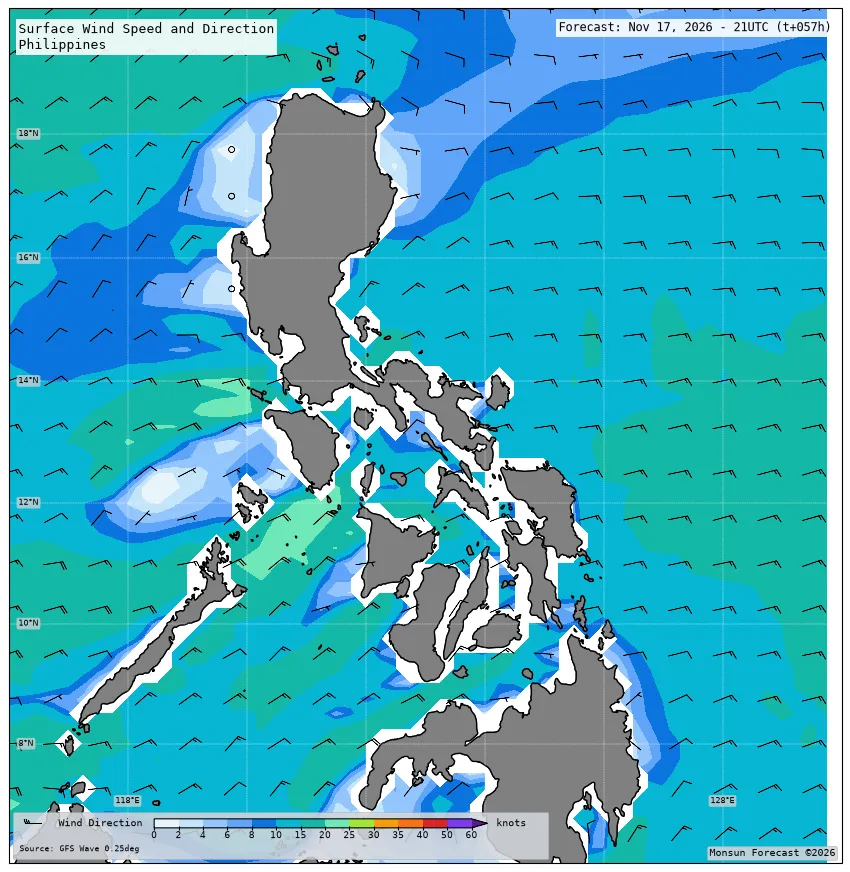 Surface Wind Speed and Direction
Philippines
Forecast: Nov 17, 2026 - 21UTC (t+057h)
18°N
16°N
14°N
12°N
10°N
8°N
118°E
128°E
Wind Direction
0 2 4 6 8 10 15 20 25 30 35 40 50 60
knots
Source: GFS Wave 0.25deg
Monsun Forecast ©2026